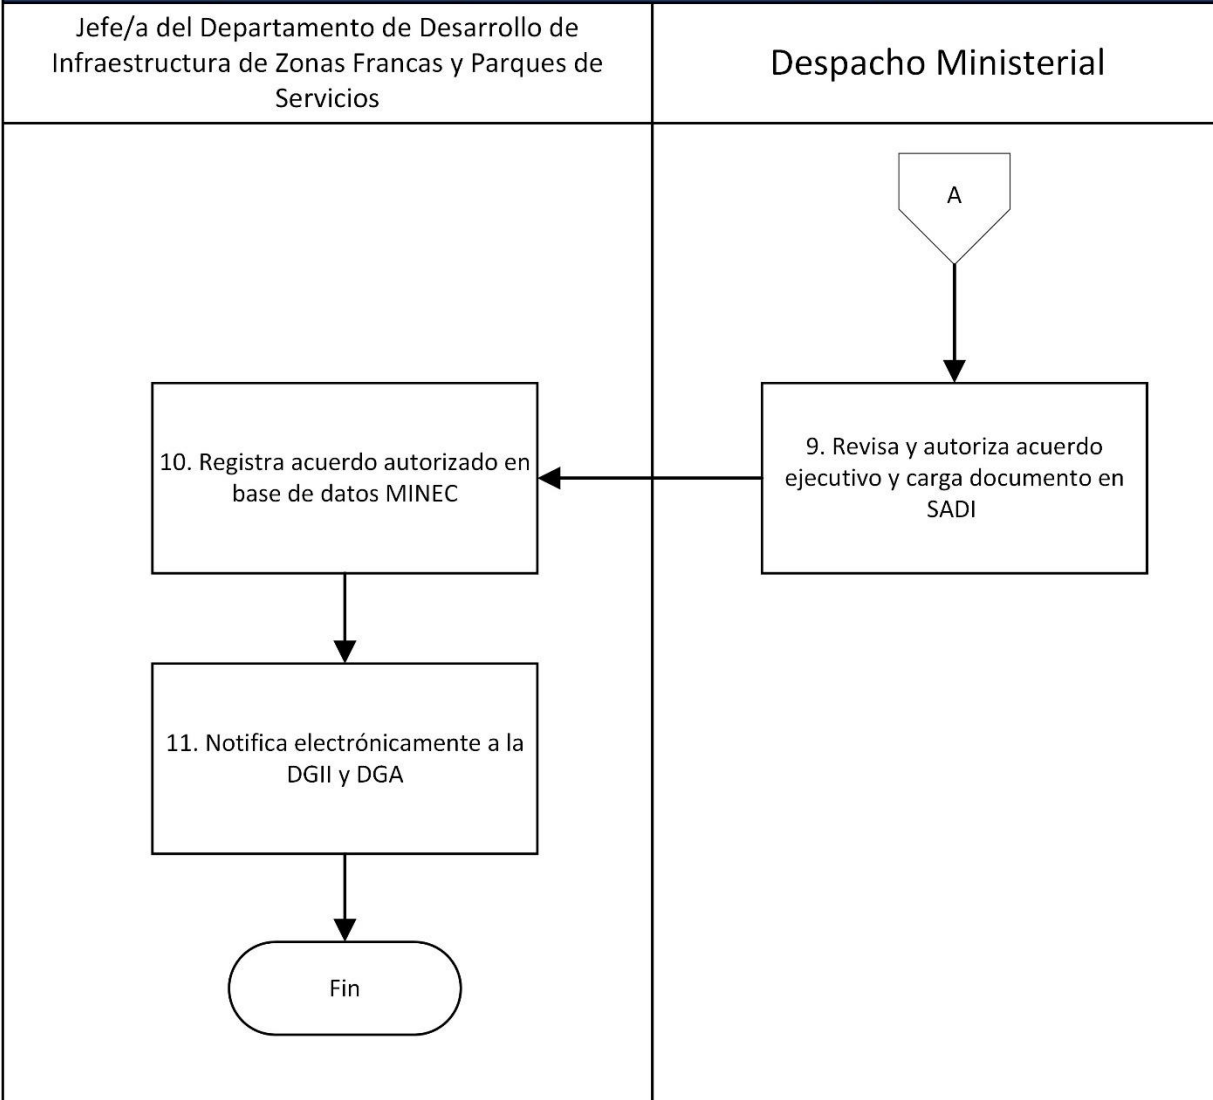 Jefe/a del Departamento de Desarrollo de
Infraestructura de Zonas Francas y Parques de
Servicios
Despacho Ministerial
A
9. Revisa y autoriza acuerdo
ejecutivo y carga documento en
SADI
10. Registra acuerdo autorizado en
base de datos MINEC
11. Notifica electrónicamente a la
DGII y DGA
Fin